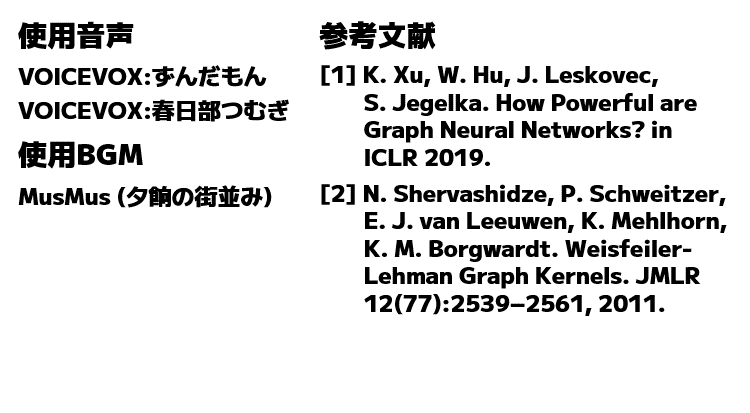 使用音声
VOICEVOX:ずんだもん
VOICEVOX:春日部つむぎ
使用BGM
MusMus (夕餉の街並み)
参考文献
[1] K. Xu, W. Hu, J. Leskovec,
S. Jegelka. How Powerful are
Graph Neural Networks? in
ICLR 2019.
[2] N. Shervashidze, P. Schweitzer,
E. J. van Leeuwen, K. Mehlhorn,
K. M. Borgwardt. Weisfeiler-
Lehman Graph Kernels. JMLR
12(77):2539–2561, 2011.